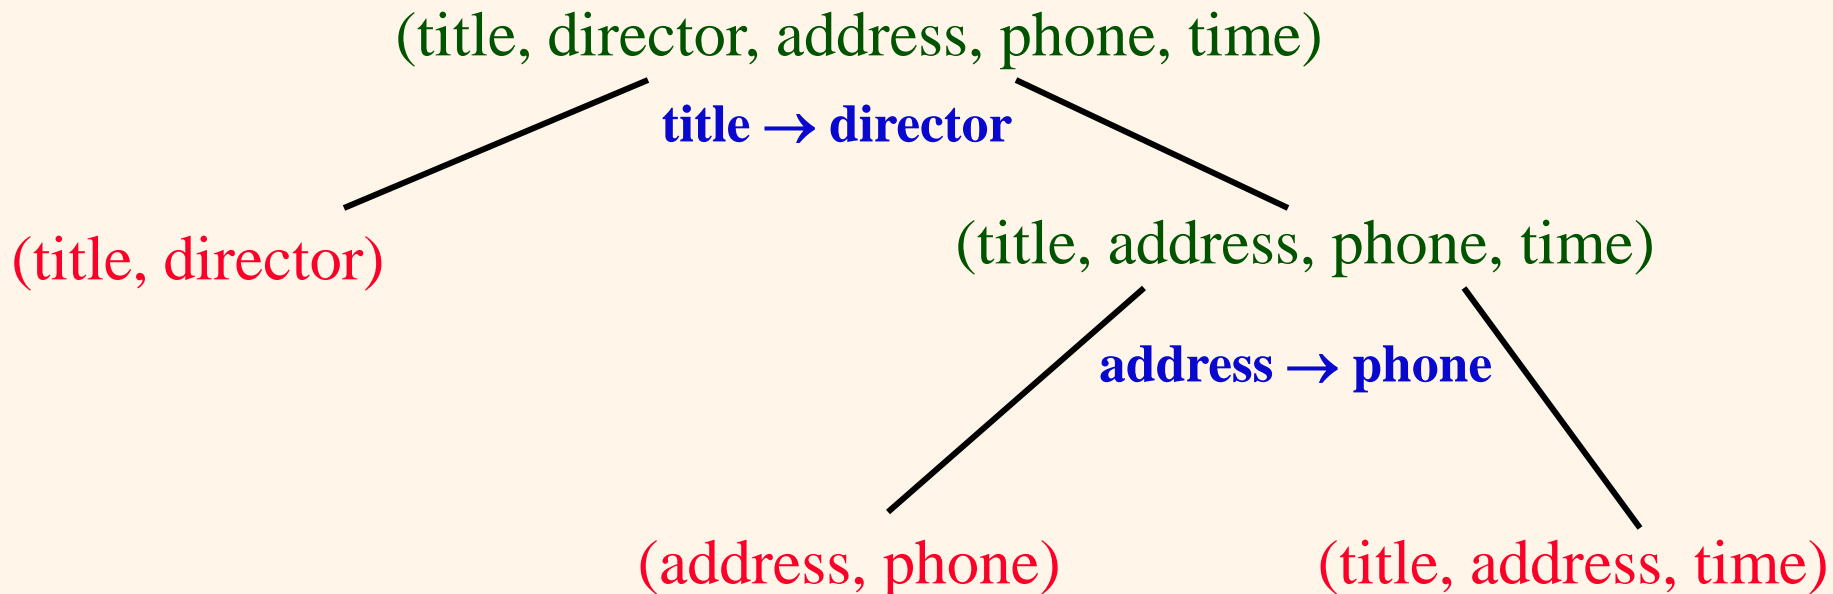 (title, director, address, phone, time)
title → director
(title, director)
(title, address, phone, time)
address → phone
(address, phone)
(title, address, time)